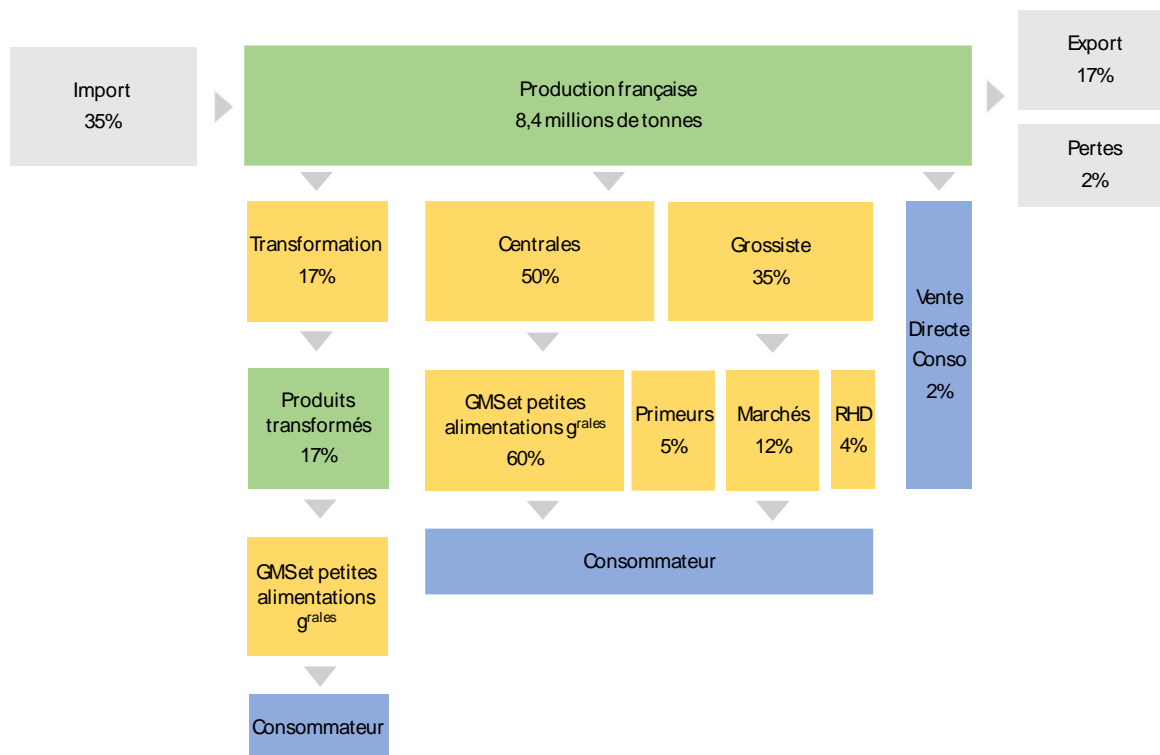 Import
35%
Production française
8,4 millions de tonnes
Export
17%
Pertes
2%
Transformation
17%
Centrales
50%
Grossiste
35%
Vente
Directe
Conso
2%
Produits
transformés
17%
GMS et petites
alimentations g^rales
60%
Primeurs
5%
Marchés
12%
RHD
4%
GMS et petites
alimentations
g^rales
Consommateur
Consommateur